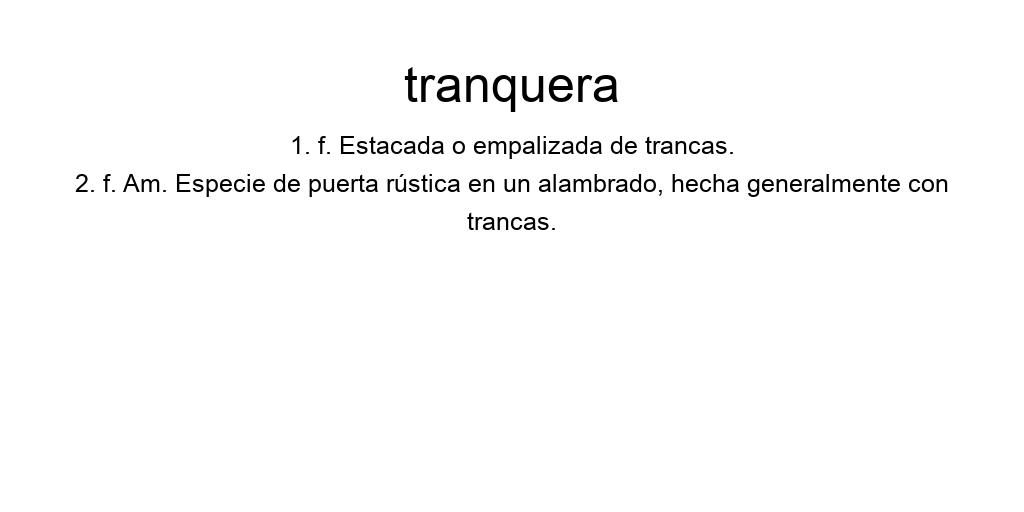 tranquera
1. f. Estacada o empalizada de trancas.
2. f. Am. Especie de puerta rústica en un alambrado, hecha generalmente con
trancas.